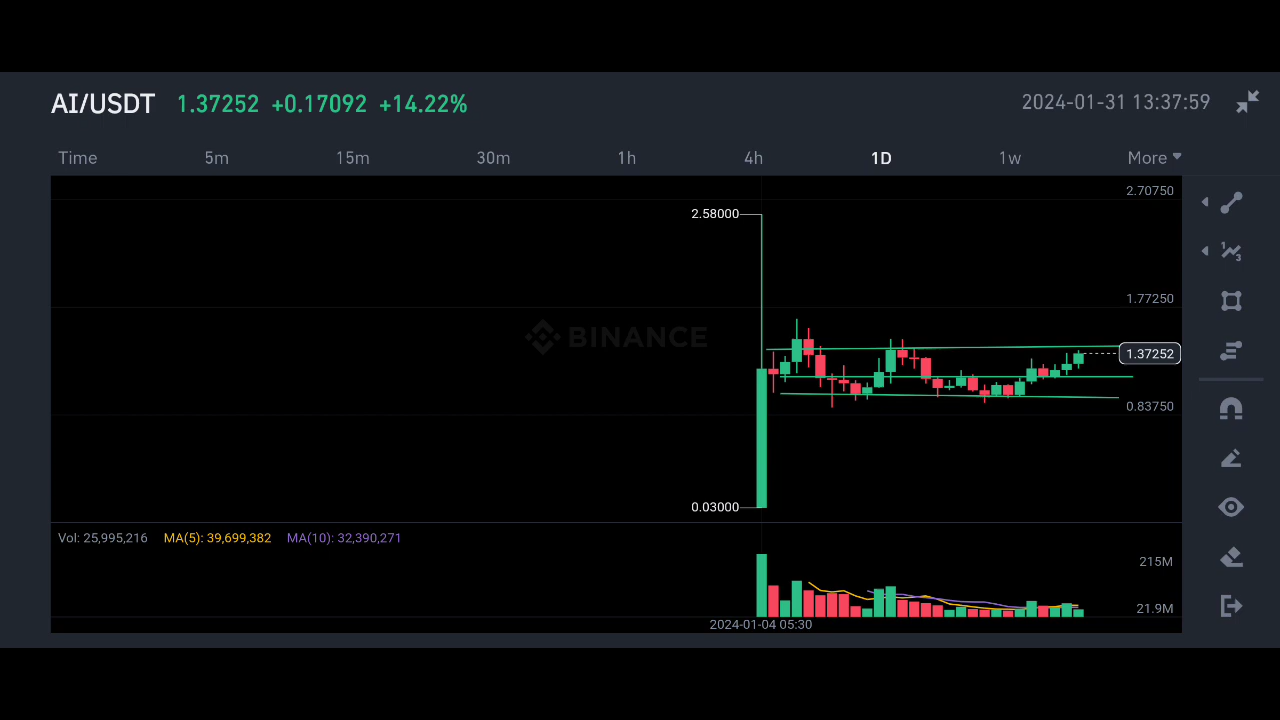 AI/USDT 1.37252 +0.17092 +14.22% 2024-01-31 13:37:59
Time 5m 15m 30m 1h 4h 1D 1w More
2.70750
2.58000
1.77250
BINANCE
1.37252
0.83750
0.03000
Vol: 25,995,216 MA(5): 39,699,382 MA(10): 32,390,271
215M
21.9M
2024-01-04 05:30